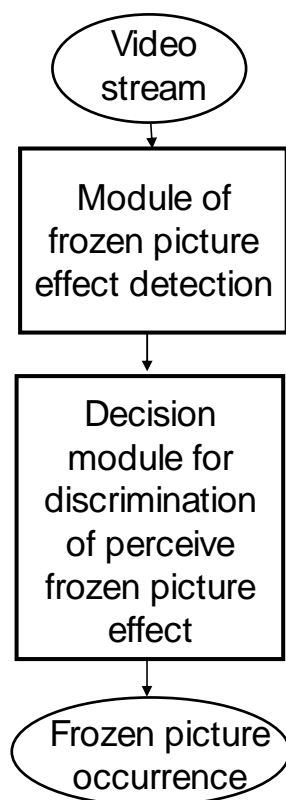 Video
stream
Module of
frozen picture
effect detection
Decision
module for
discrimination
of perceive
frozen picture
effect
Frozen picture
occurrence